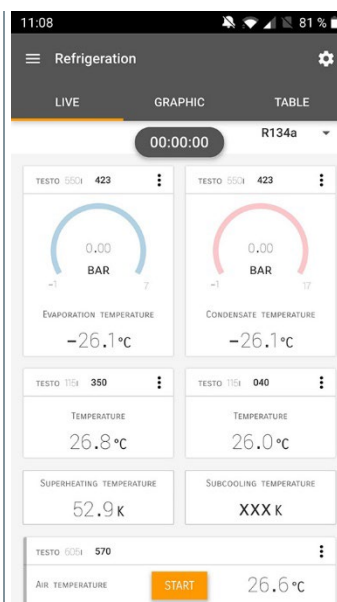 11:08 81 %
Refrigeration
LIVE GRAPHIC TABLE
00:00:00 R134a
TESTO 550I 423 TESTO 550I 423
0.00 0.00
BAR BAR
-1 7 -1 17
EVAPORATION TEMPERATURE CONDENSATE TEMPERATURE
-26.1°C -26.1°C
TESTO 115I 350 TESTO 115I 040
TEMPERATURE TEMPERATURE
26.8°C 26.0°C
SUPERHEATING TEMPERATURE SUBCOOLING TEMPERATURE
52.9 K XXX K
TESTO 605I 570
AIR TEMPERATURE START 26.6°C